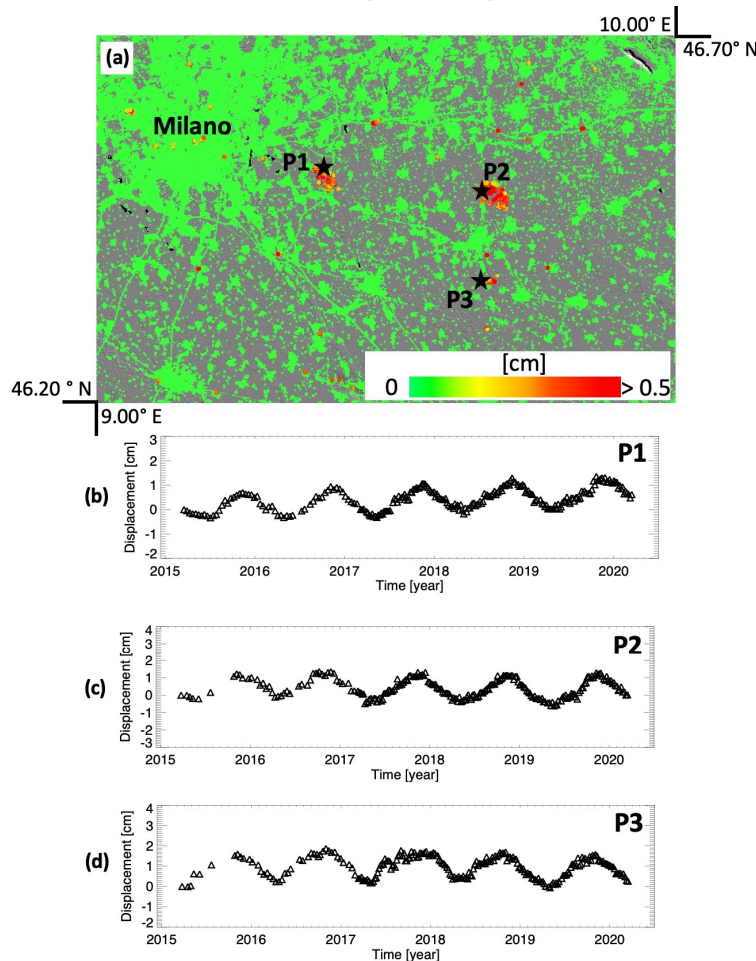 10.00° E
46.70° N
(a)
Milano
P1
P2
P3
[cm]
0
> 0.5
46.20 ° N
9.00° E
(b)
P1
Displacement [cm]
3
2
1
0
-1
-2
2015 2016 2017 2018 2019 2020
Time [year]
(c)
P2
Displacement [cm]
4
3
2
1
0
-1
-2
-3
2015 2016 2017 2018 2019 2020
Time [year]
(d)
P3
Displacement [cm]
4
3
2
1
0
-1
-2
2015 2016 2017 2018 2019 2020
Time [year]